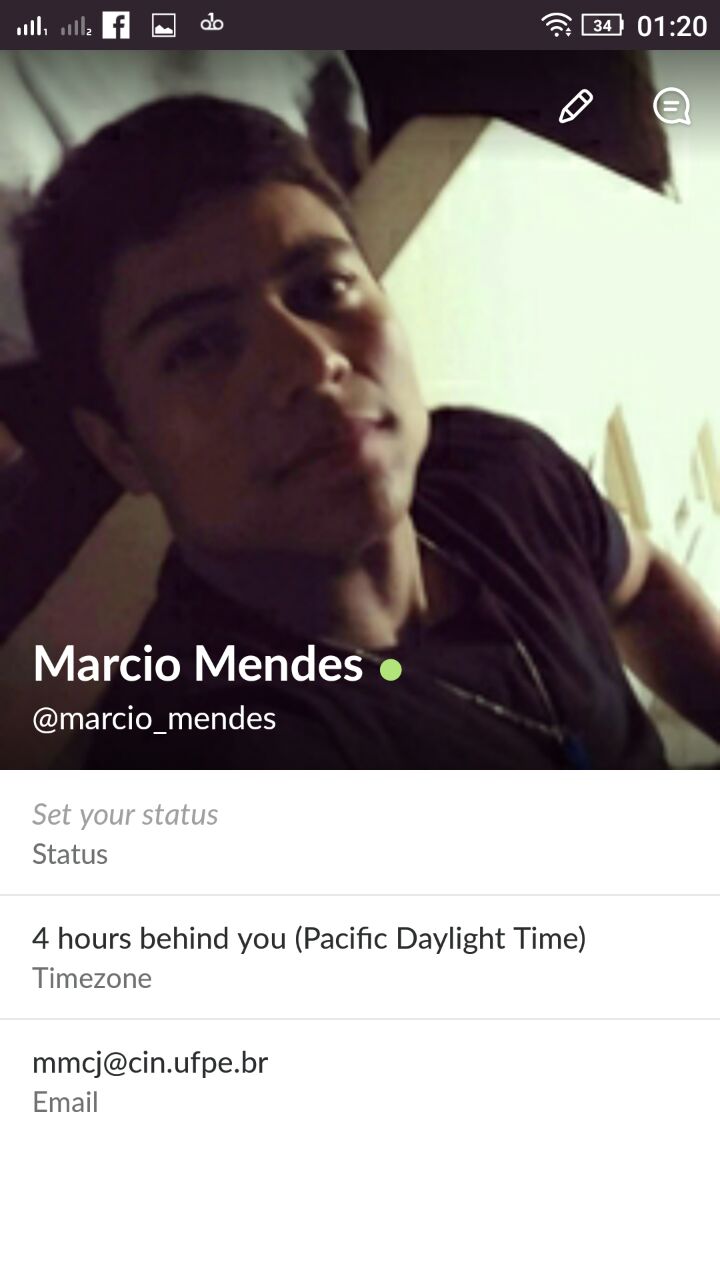 34 01:20
Marcio Mendes
@marcio_mendes
Set your status
Status
4 hours behind you (Pacific Daylight Time)
Timezone
mmcj@cin.ufpe.br
Email